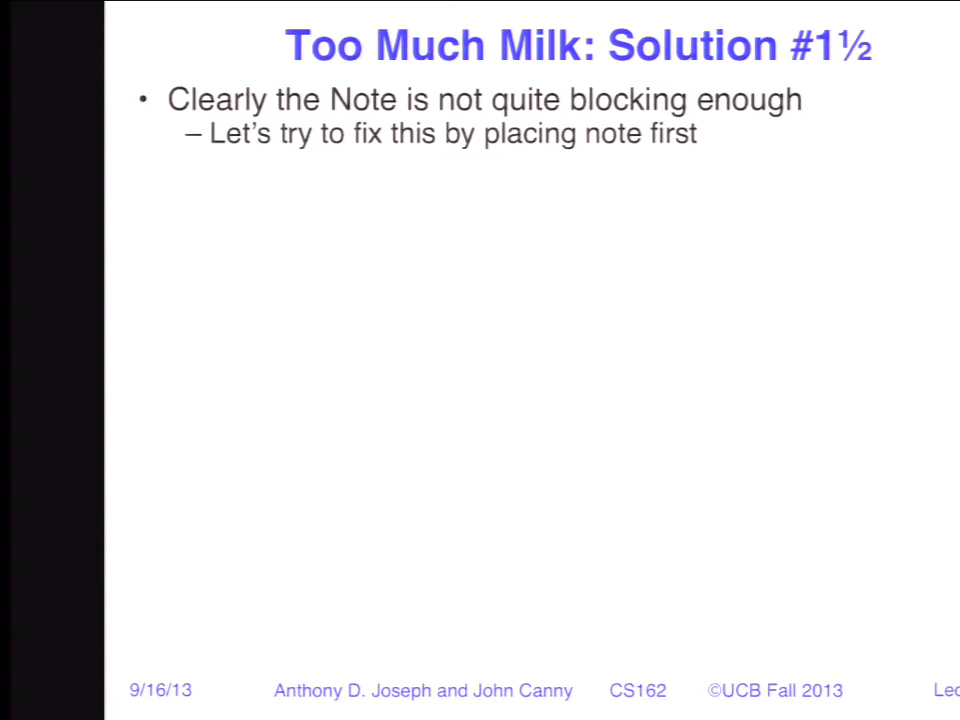 Too Much Milk: Solution #1½
• Clearly the Note is not quite blocking enough
– Let's try to fix this by placing note first
9/16/13 Anthony D. Joseph and John Canny CS162 ©UCB Fall 2013